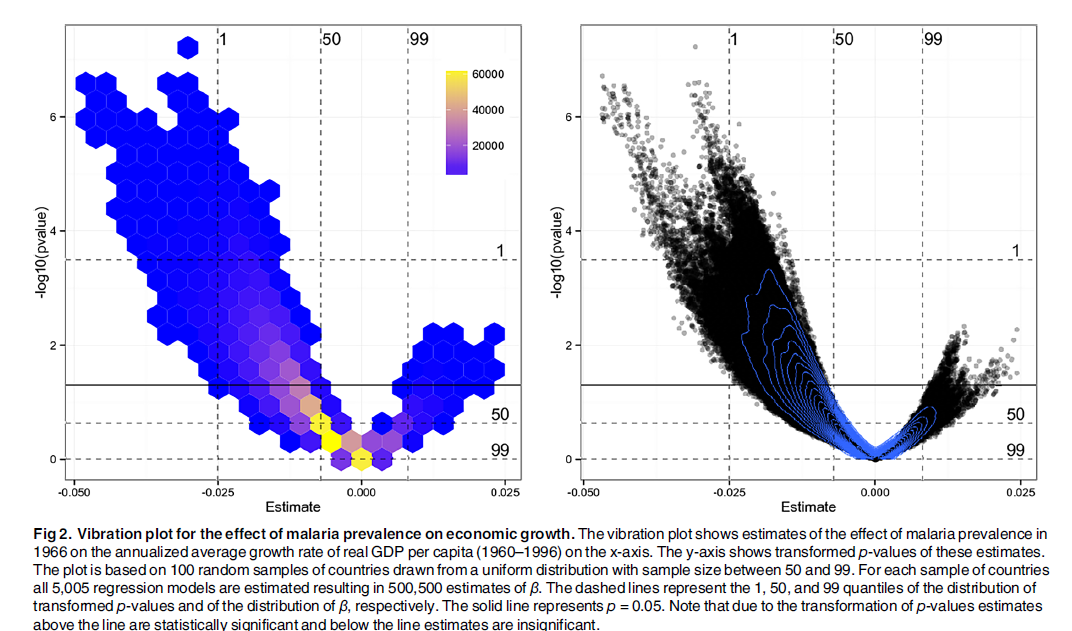 1 50 99
60000
40000
20000
6
4
2
0
1
50
99
-log10(pvalue)
-0.050 -0.025 0.000 0.025
Estimate
1 50 99
6
4
2
0
1
50
99
-log10(pvalue)
-0.050 -0.025 0.000 0.025
Estimate
Fig 2. Vibration plot for the effect of malaria prevalence on economic growth. The vibration plot shows estimates of the effect of malaria prevalence in
1966 on the annualized average growth rate of real GDP per capita (1960–1996) on the x-axis. The y-axis shows transformed p-values of these estimates.
The plot is based on 100 random samples of countries drawn from a uniform distribution with sample size between 50 and 99. For each sample of countries
all 5,005 regression models are estimated resulting in 500,500 estimates of β. The dashed lines represent the 1, 50, and 99 quantiles of the distribution of
transformed p-values and of the distribution of β, respectively. The solid line represents p = 0.05. Note that due to the transformation of p-values estimates
above the line are statistically significant and below the line estimates are insignificant.